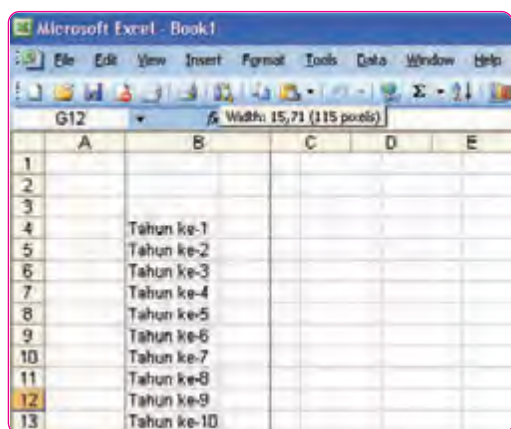 Microsoft Excel - Book1
File Edit View Insert Format Tools Data Window Help
Σ
G12 fx Width: 15,71 (115 pixels)
A B C D E
1
2
3
4 Tahun ke-1
5 Tahun ke-2
6 Tahun ke-3
7 Tahun ke-4
8 Tahun ke-5
9 Tahun ke-6
10 Tahun ke-7
11 Tahun ke-8
12 Tahun ke-9
13 Tahun ke-10